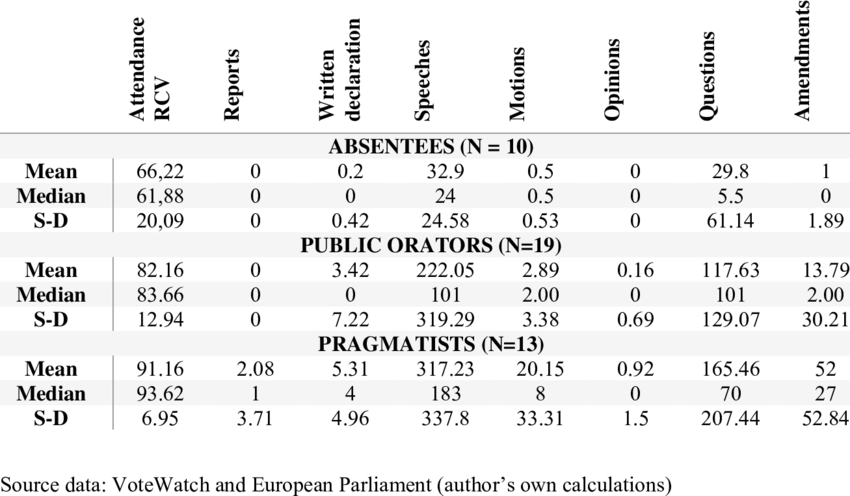 Attendance RCV Reports Written declaration Speeches Motions Opinions Questions Amendments
ABSENTEES (N = 10)
Mean 66,22 0 0.2 32.9 0.5 0 29.8 1
Median 61,88 0 0 24 0.5 0 5.5 0
S-D 20,09 0 0.42 24.58 0.53 0 61.14 1.89
PUBLIC ORATORS (N=19)
Mean 82.16 0 3.42 222.05 2.89 0.16 117.63 13.79
Median 83.66 0 0 101 2.00 0 101 2.00
S-D 12.94 0 7.22 319.29 3.38 0.69 129.07 30.21
PRAGMATISTS (N=13)
Mean 91.16 2.08 5.31 317.23 20.15 0.92 165.46 52
Median 93.62 1 4 183 8 0 70 27
S-D 6.95 3.71 4.96 337.8 33.31 1.5 207.44 52.84
Source data: VoteWatch and European Parliament (author’s own calculations)